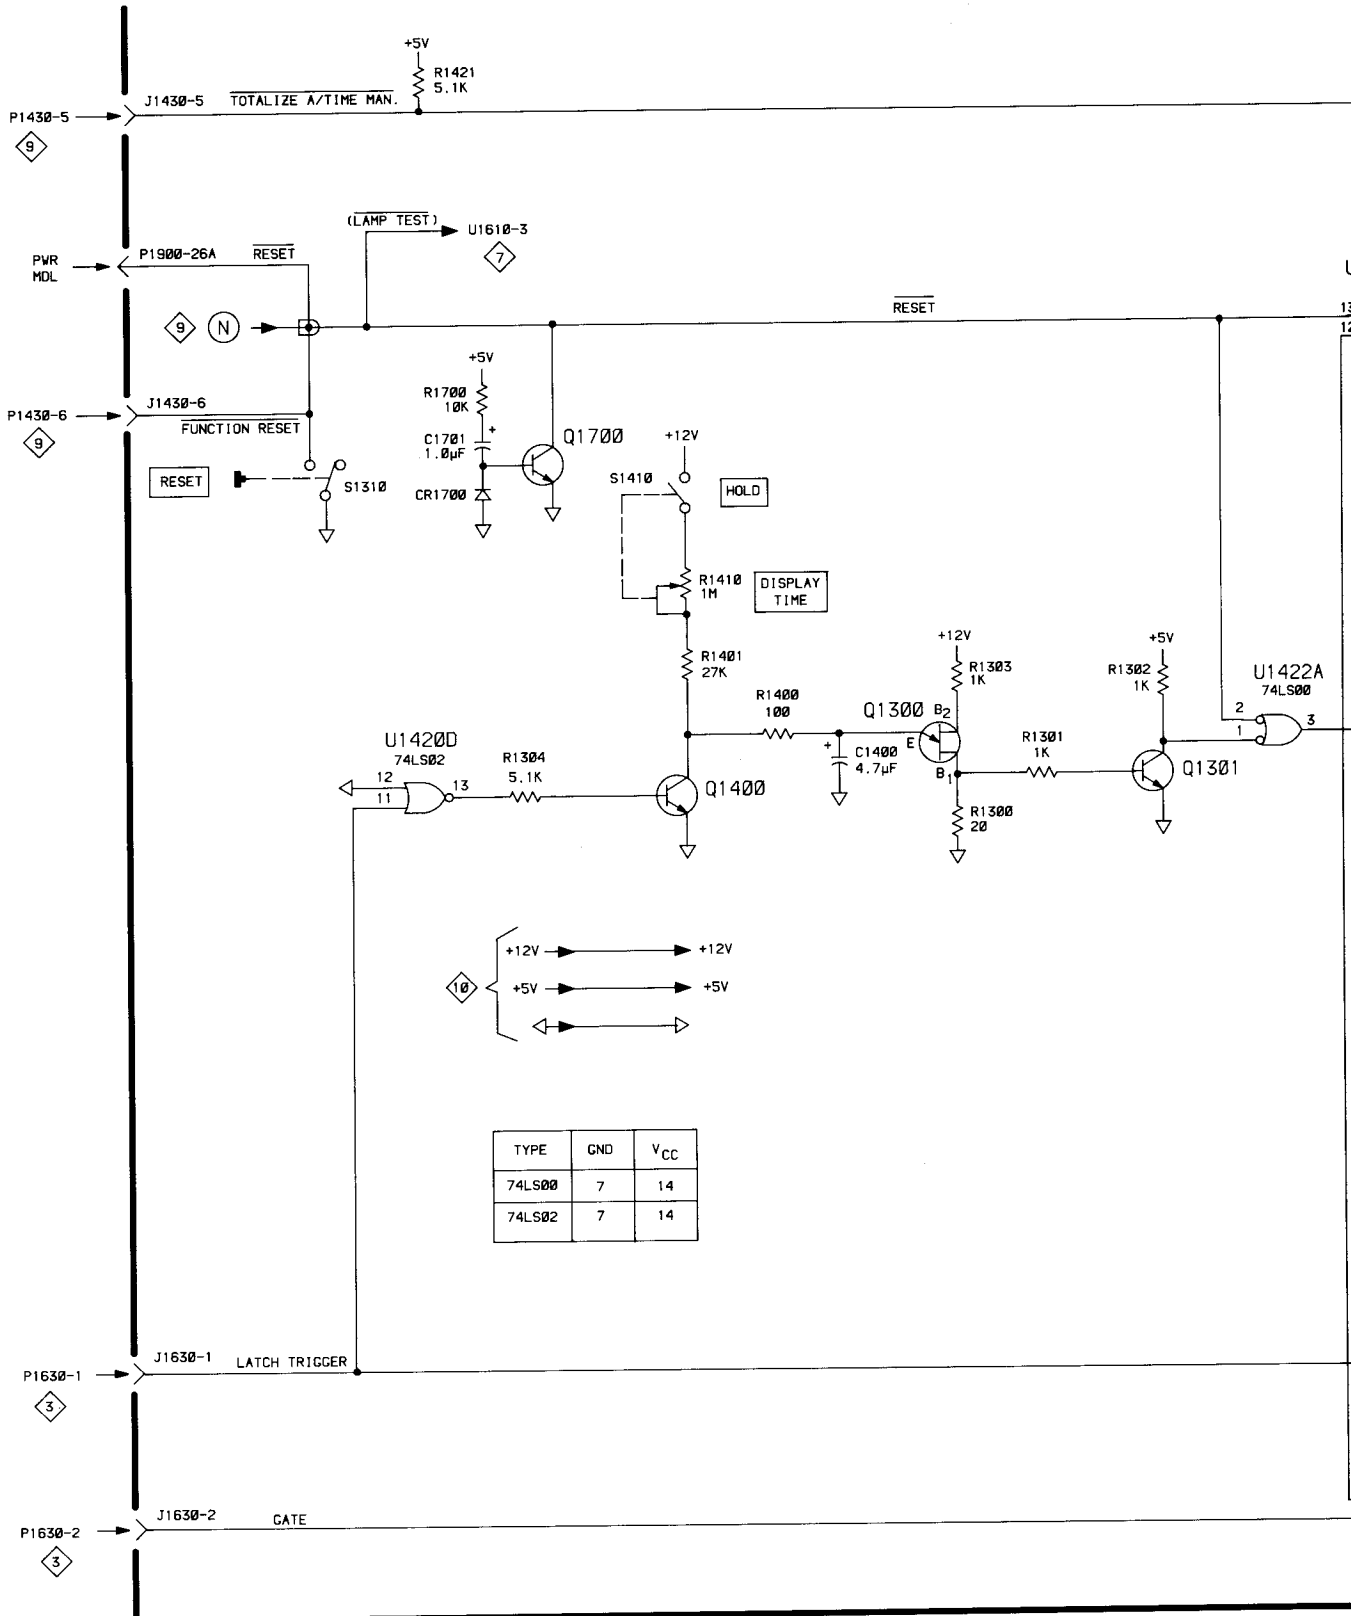 +5V
R1421
5.1K
J1430-5 TOTALIZE A/TIME MAN.
P1430-5
9
(LAMP TEST)
U1610-3
7
P1900-26A RESET
PWR
MDL
9 N
RESET
13
12
+5V
R1700
10K
J1430-6
P1430-6
9
FUNCTION RESET
C1701
1.0µF
+
Q1700
+12V
RESET
S1310
CR1700
S1410
HOLD
R1410
1M
DISPLAY
TIME
R1401
27K
+12V
R1303
1K
+5V
R1302
1K
U1422A
74LS00
R1400
100
Q1300
B2
E
B1
+
C1400
4.7µF
R1301
1K
2
1
3
Q1301
U1420D
74LS02
12
11
13
R1304
5.1K
Q1400
R1300
20
10
+12V +12V
+5V +5V
TYPE GND VCC
74LS00 7 14
74LS02 7 14
J1630-1 LATCH TRIGGER
P1630-1
3
J1630-2 GATE
P1630-2
3